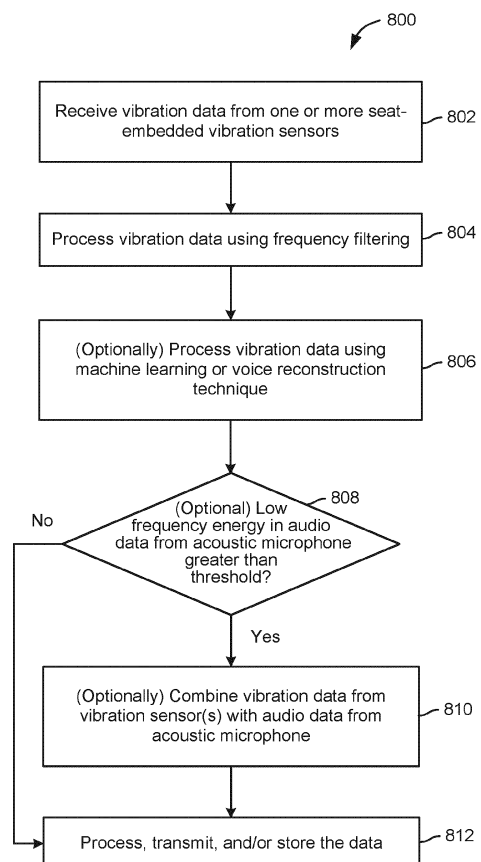 800
Receive vibration data from one or more seat-
embedded vibration sensors
802
Process vibration data using frequency filtering
804
(Optionally) Process vibration data using
machine learning or voice reconstruction
technique
806
808
(Optional) Low
frequency energy in audio
data from acoustic microphone
greater than
threshold?
No
Yes
(Optionally) Combine vibration data from
vibration sensor(s) with audio data from
acoustic microphone
810
Process, transmit, and/or store the data
812